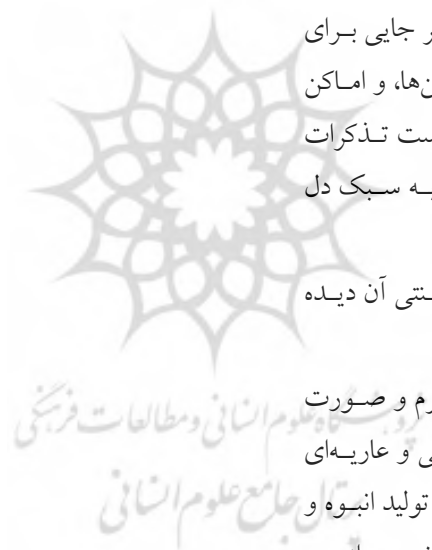 ر جایی برای
ن‌ها، و اماکن
ست تذکرات
به سبک دل
نتی آن دیده
رم و صورت
پژوهشگاه علوم انسانی و مطالعات فرهنگی
ی و عاریه‌ای
تولید انبوه و
پرتال جامع علوم انسانی